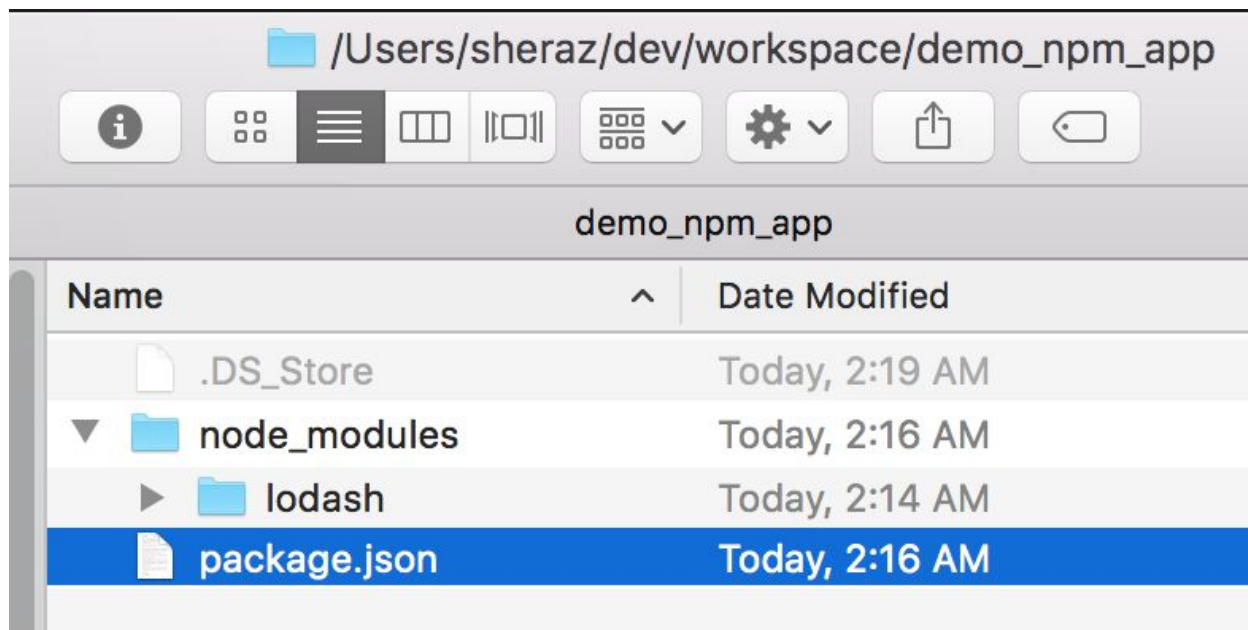 /Users/sheraz/dev/workspace/demo_npm_app
demo_npm_app
Name Date Modified
.DS_Store Today, 2:19 AM
node_modules Today, 2:16 AM
lodash Today, 2:14 AM
package.json Today, 2:16 AM